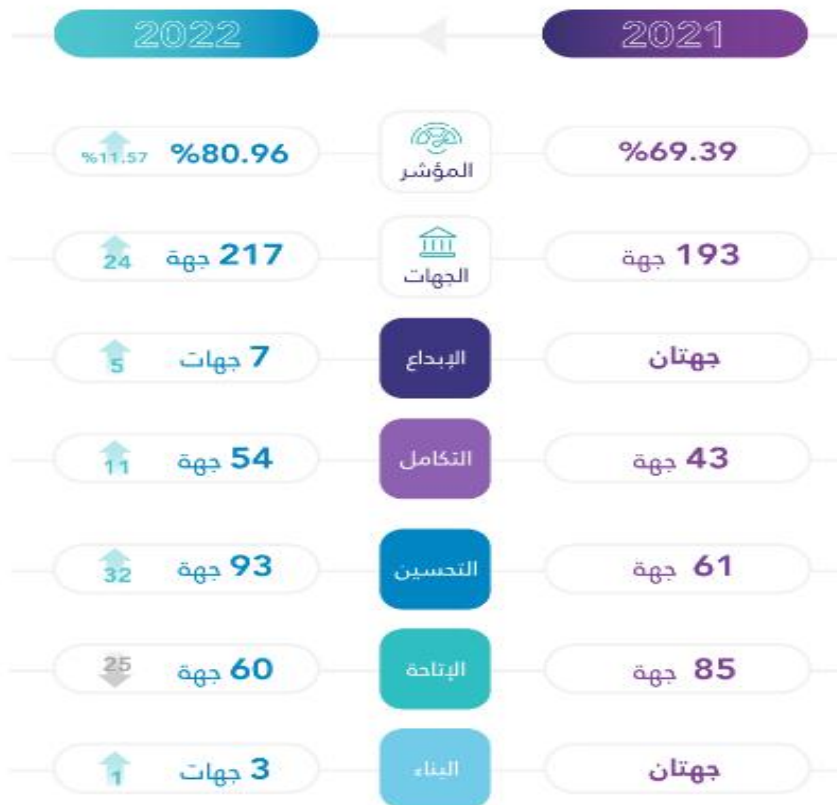 2021
2022
%69.39
المؤشر
%80.96
%11.57
193 جهة
الجهات
217 جهة
24
جهتان
الإبداع
7 جهات
5
43 جهة
التكامل
54 جهة
11
61 جهة
التحسين
93 جهة
32
85 جهة
الإتاحة
60 جهة
25
جهتان
البناء
3 جهات
1